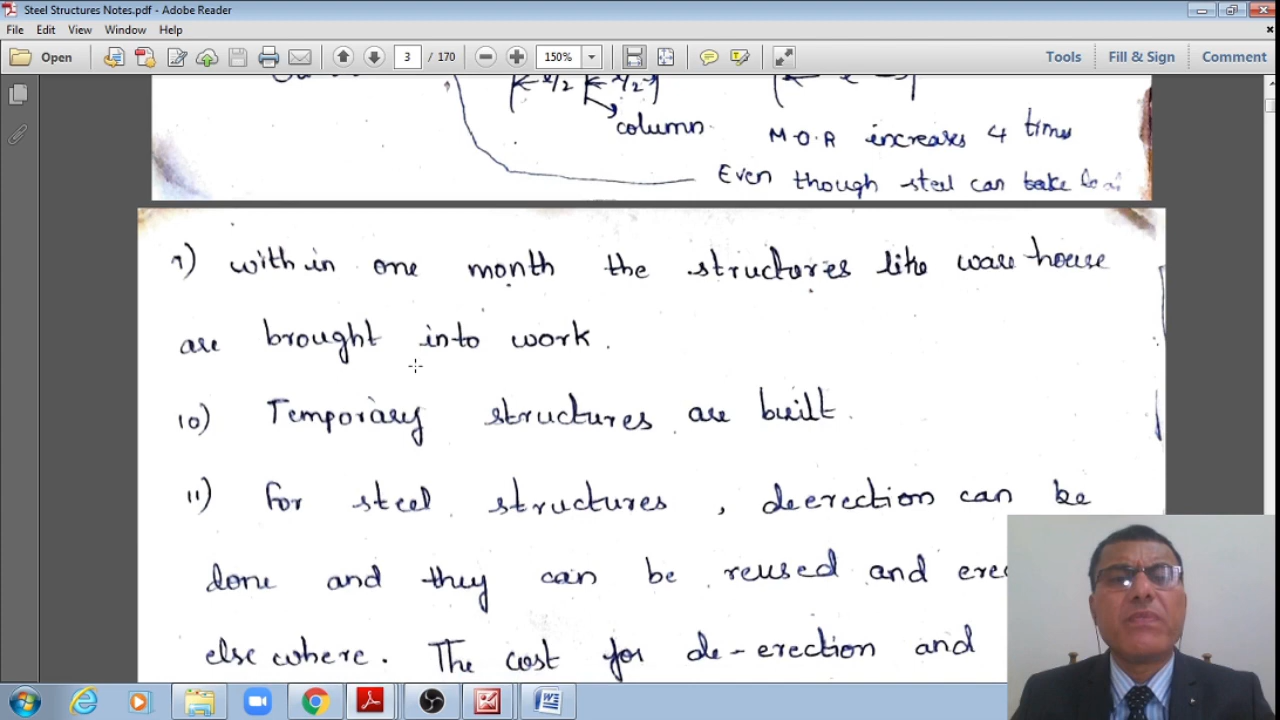 Steel Structures Notes.pdf - Adobe Reader
File Edit View Window Help
Open 3 / 170 150% Tools Fill & Sign Comment
column
M.O.R increases 4 times
Even though steel can take
9) within one month the structures like ware house
are brought into work.
10) Temporary structures are built.
11) For steel structures, deerection can be
done and they can be reused and
else where. The cost for de-erection and